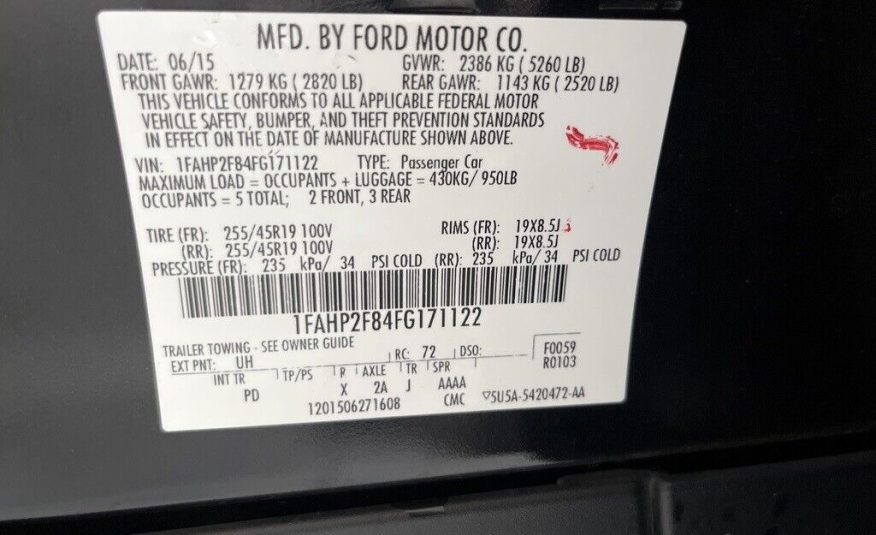 MFD. BY FORD MOTOR CO.
DATE: 06/15 GVWR: 2386 KG ( 5260 LB)
FRONT GAWR: 1279 KG ( 2820 LB) REAR GAWR: 1143 KG ( 2520 LB)
THIS VEHICLE CONFORMS TO ALL APPLICABLE FEDERAL MOTOR
VEHICLE SAFETY, BUMPER, AND THEFT PREVENTION STANDARDS
IN EFFECT ON THE DATE OF MANUFACTURE SHOWN ABOVE.
VIN: 1FAHP2F84FG171122 TYPE: Passenger Car
MAXIMUM LOAD = OCCUPANTS + LUGGAGE = 430KG/ 950LB
OCCUPANTS = 5 TOTAL; 2 FRONT, 3 REAR
TIRE (FR): 255/45R19 100V RIMS (FR): 19X8.5J
(RR): 255/45R19 100V (RR): 19X8.5J
PRESSURE (FR): 235 kPa/ 34 PSI COLD (RR): 235 kPa/ 34 PSI COLD
1FAHP2F84FG171122
TRAILER TOWING - SEE OWNER GUIDE
EXT PNT: UH RC: 72 DSO: F0059
INT TR TP/PS R AXLE TR SPR R0103
PD X 2A J AAAA
1201506271608 CMC ▽5U5A-5420472-AA